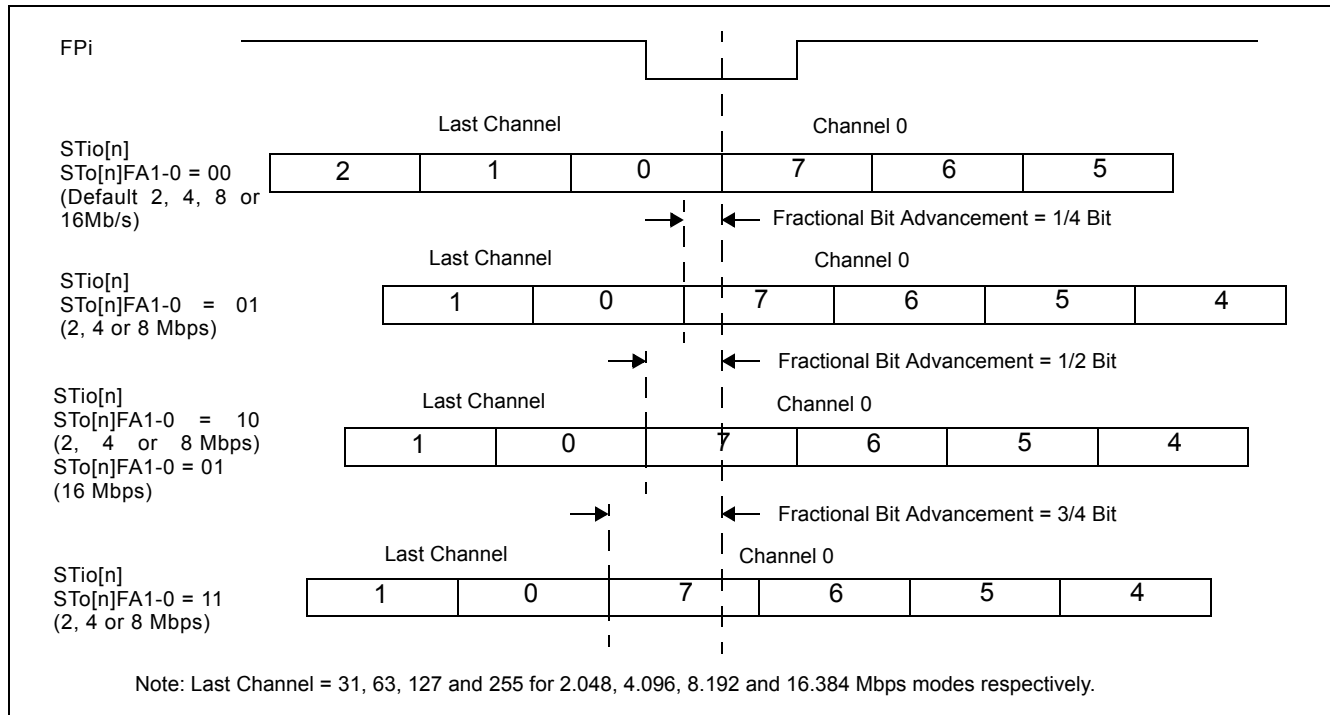 FPi
Last Channel Channel 0
STio[n]
STo[n]FA1-0 = 00
(Default 2, 4, 8 or
16Mb/s)
2 1 0 7 6 5
Fractional Bit Advancement = 1/4 Bit
Last Channel Channel 0
STio[n]
STo[n]FA1-0 = 01
(2, 4 or 8 Mbps)
1 0 7 6 5 4
Fractional Bit Advancement = 1/2 Bit
Last Channel Channel 0
STio[n]
STo[n]FA1-0 = 10
(2, 4 or 8 Mbps)
STo[n]FA1-0 = 01
(16 Mbps)
1 0 7 6 5 4
Fractional Bit Advancement = 3/4 Bit
Last Channel Channel 0
STio[n]
STo[n]FA1-0 = 11
(2, 4 or 8 Mbps)
1 0 7 6 5 4
Note: Last Channel = 31, 63, 127 and 255 for 2.048, 4.096, 8.192 and 16.384 Mbps modes respectively.